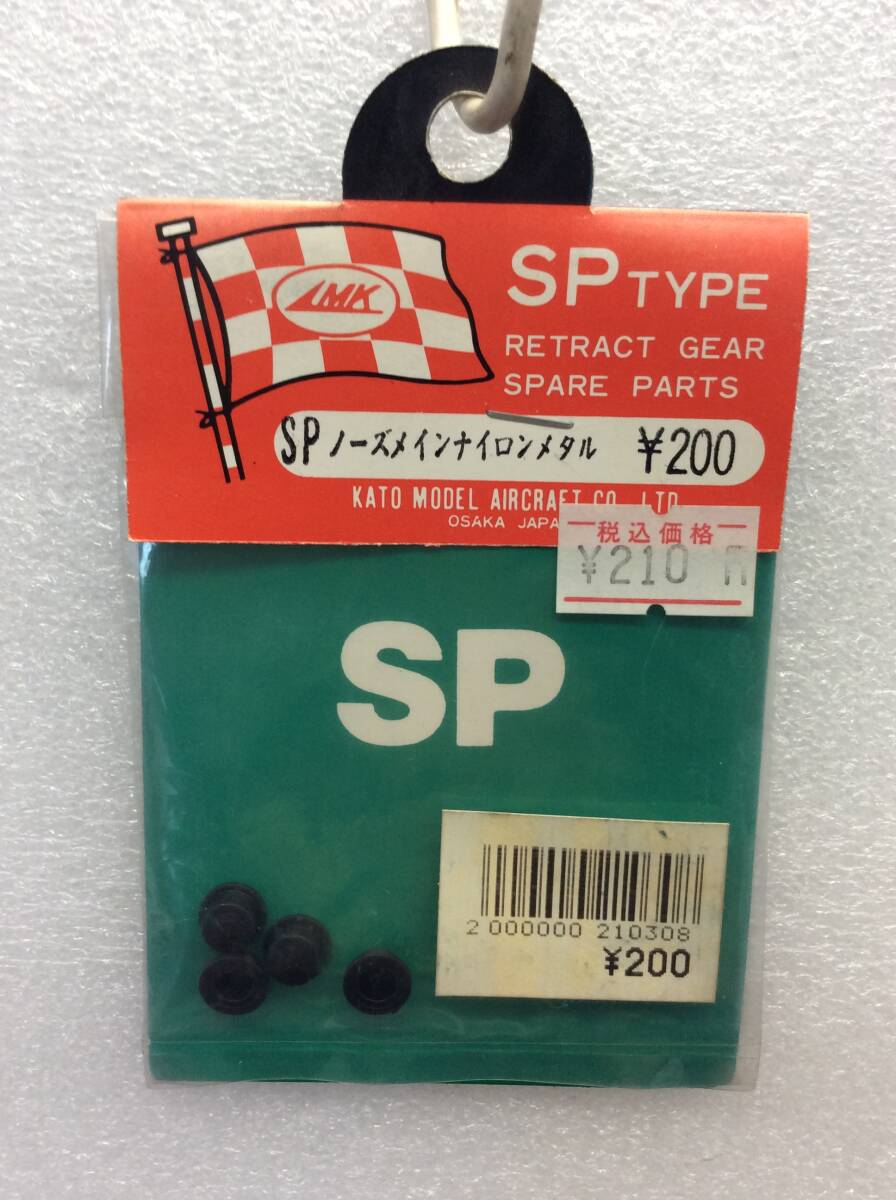 IMK
SP TYPE
RETRACT GEAR
SPARE PARTS
SP ノーズメインナイロンメタル ¥200
KATO MODEL AIRCRAFT CO., LTD.
OSAKA JAPA
税込価格
¥210 円
SP
2 000000 210308
¥200